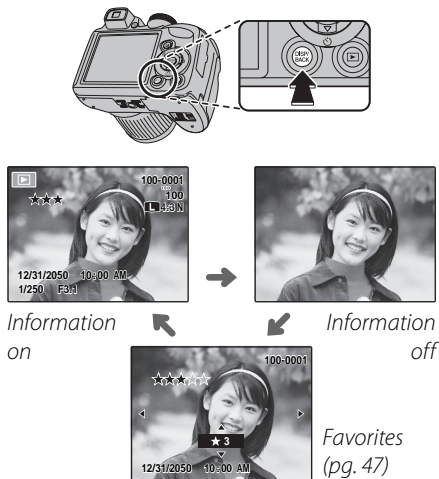 DISP/
BACK
100-0001
ISO
100
L 4:3 N
12/31/2050 10:00 AM
1/250 F3.1
Information
on
Information
off
100-0001
★ 3
12/31/2050 10:00 AM
Favorites
(pg. 47)